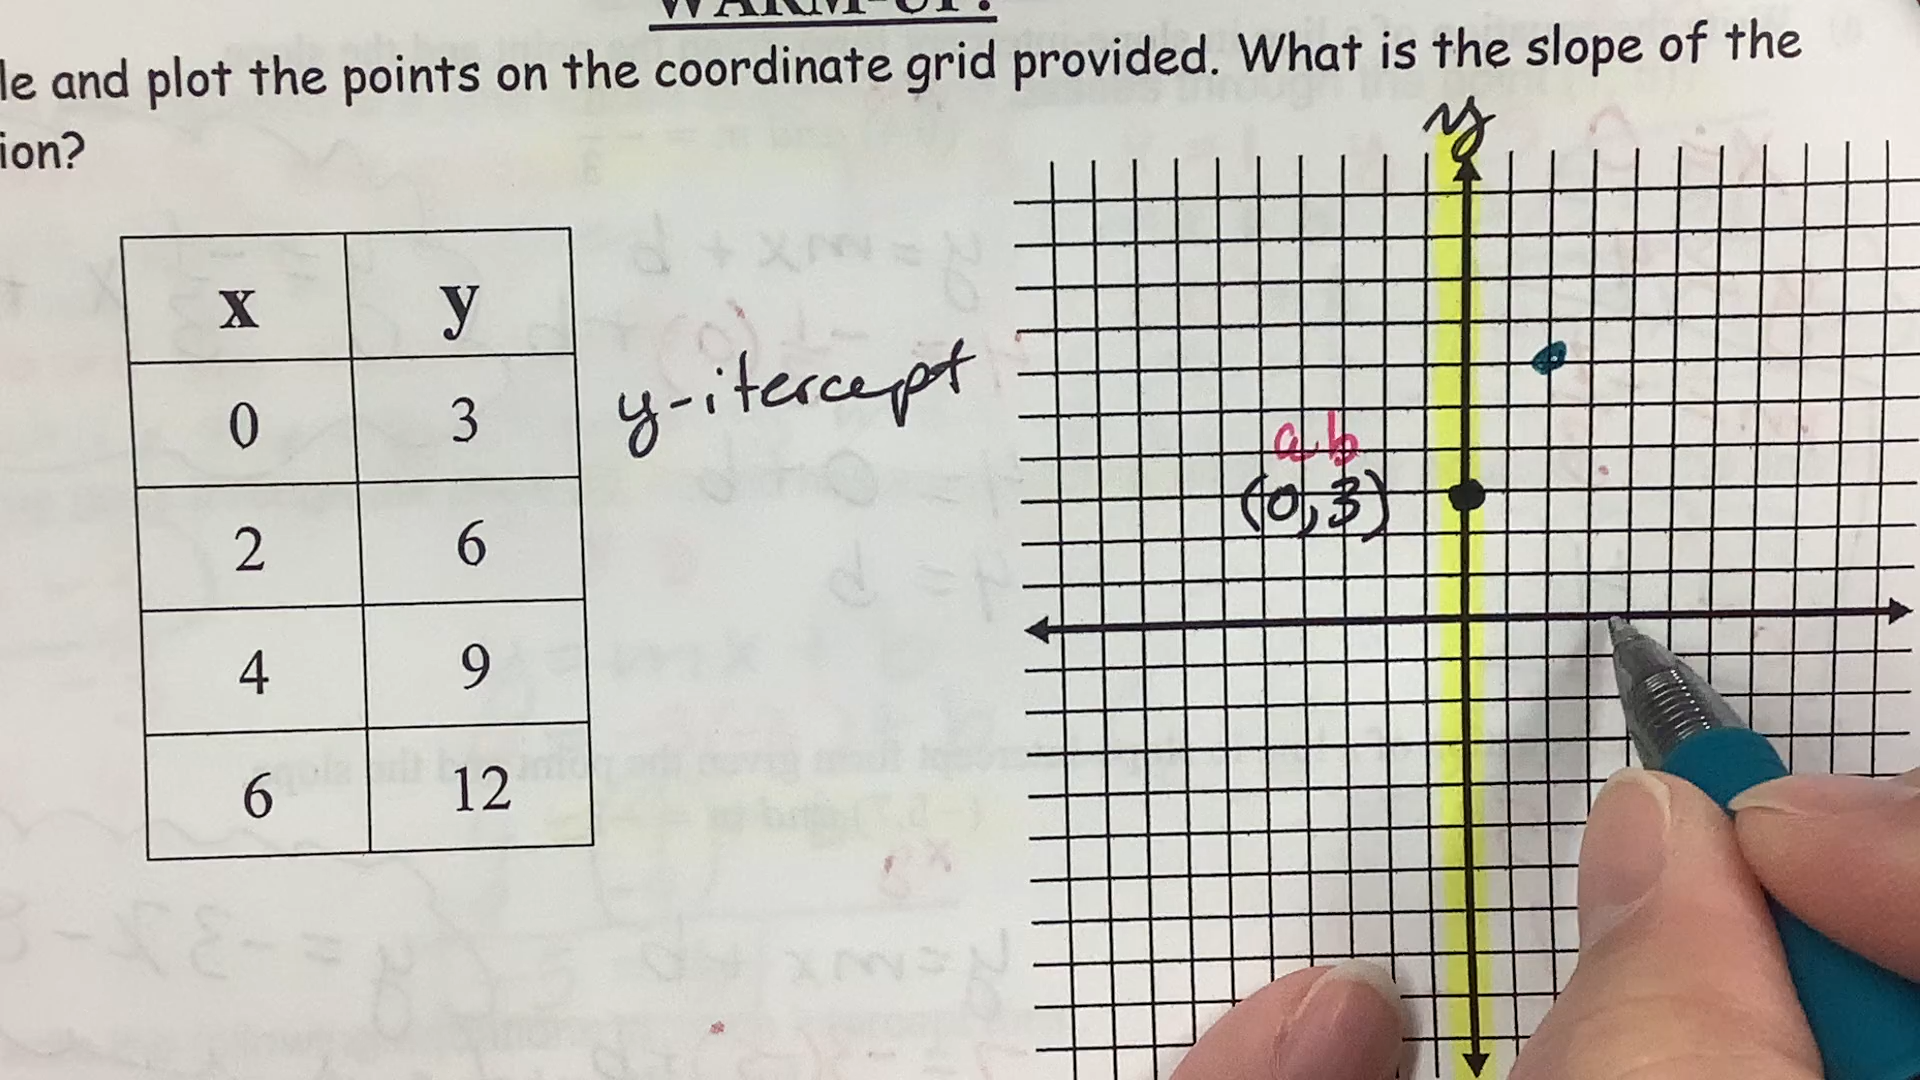 WARM-UP!
le and plot the points on the coordinate grid provided. What is the slope of the
ion?
y
x y
0 3
y-itercept
2 6
4 9
6 12
a b
(0,3)